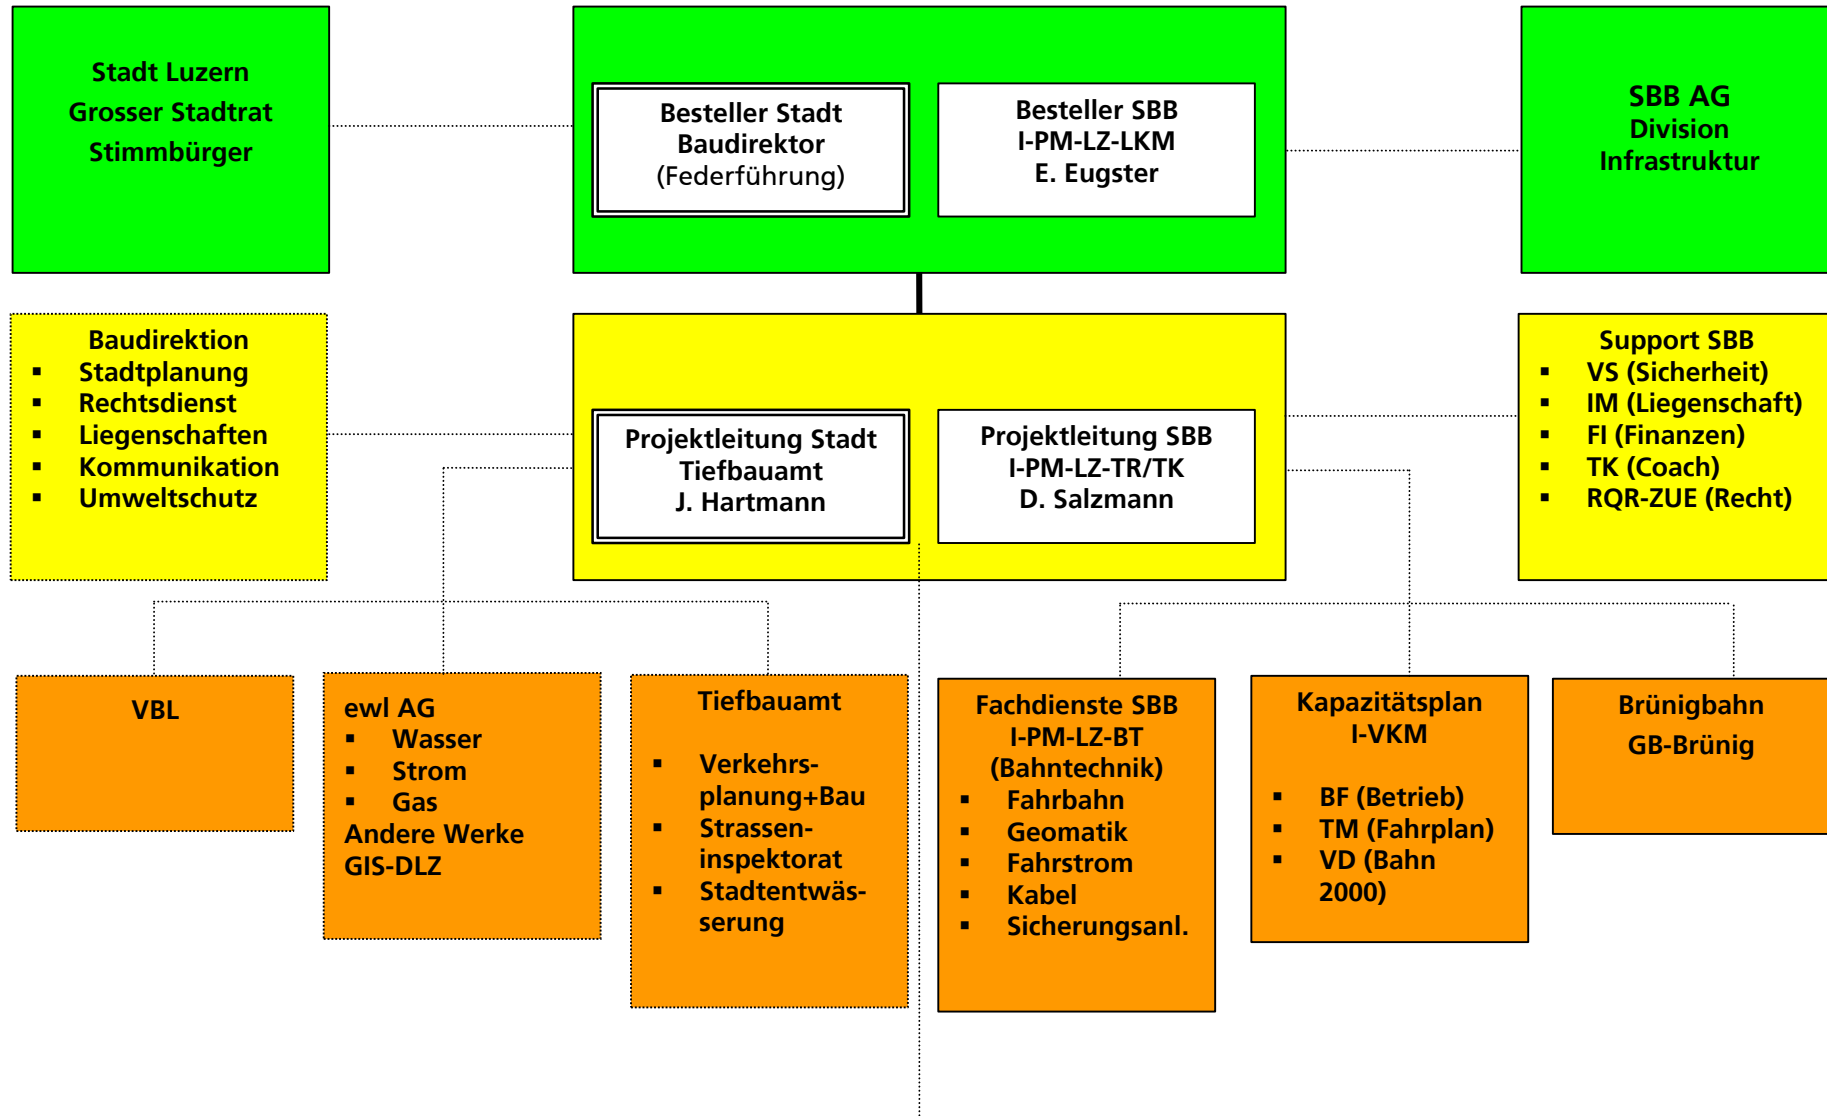 Stadt Luzern
Grosser Stadtrat
Stimmbürger
Besteller Stadt
Baudirektor
(Federführung)
Besteller SBB
I-PM-LZ-LKM
E. Eugster
SBB AG
Division
Infrastruktur
Baudirektion
▪ Stadtplanung
▪ Rechtsdienst
▪ Liegenschaften
▪ Kommunikation
▪ Umweltschutz
Projektleitung Stadt
Tiefbauamt
J. Hartmann
Projektleitung SBB
I-PM-LZ-TR/TK
D. Salzmann
Support SBB
▪ VS (Sicherheit)
▪ IM (Liegenschaft)
▪ FI (Finanzen)
▪ TK (Coach)
▪ RQR-ZUE (Recht)
VBL
ewl AG
▪ Wasser
▪ Strom
▪ Gas
Andere Werke
GIS-DLZ
Tiefbauamt
▪ Verkehrs-
planung+Bau
▪ Strassen-
inspektorat
▪ Stadtentwäs-
serung
Fachdienste SBB
I-PM-LZ-BT
(Bahntechnik)
▪ Fahrbahn
▪ Geomatik
▪ Fahrstrom
▪ Kabel
▪ Sicherungsanl.
Kapazitätsplan
I-VKM
▪ BF (Betrieb)
▪ TM (Fahrplan)
▪ VD (Bahn
2000)
Brünigbahn
GB-Brünig